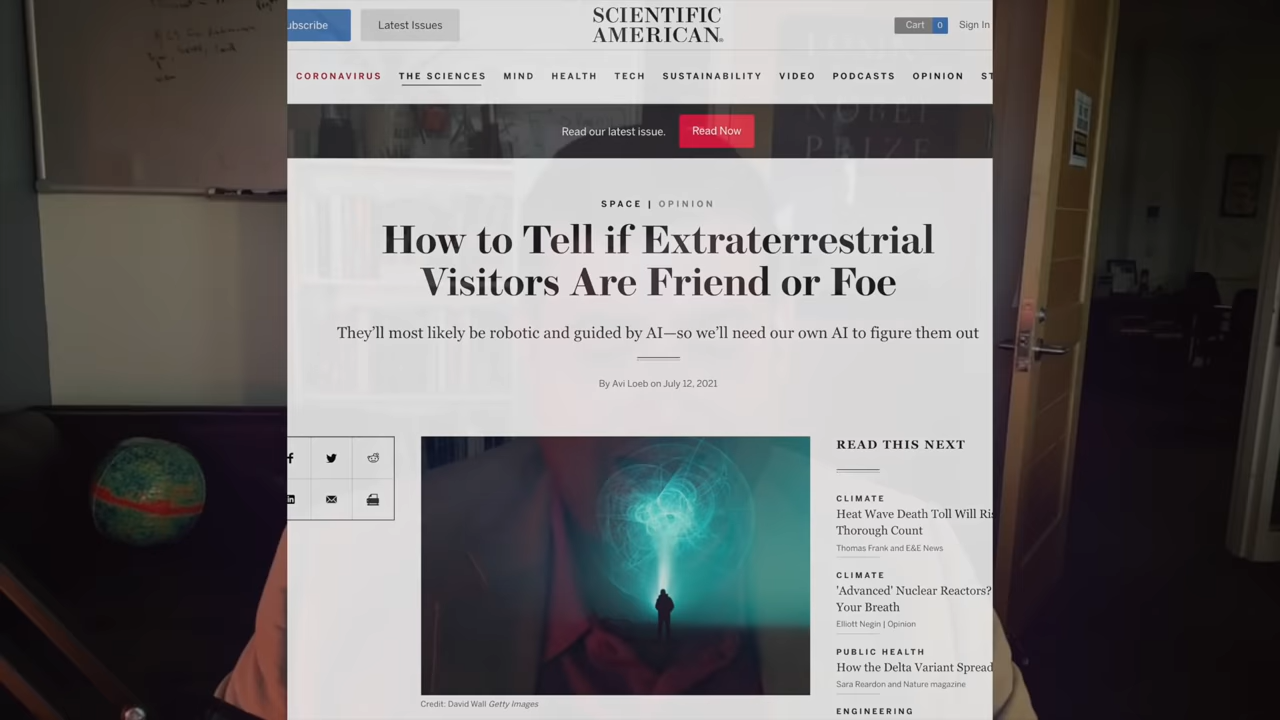 ubscribe
Latest Issues
SCIENTIFIC
AMERICAN®
Cart 0
Sign In
CORONAVIRUS THE SCIENCES MIND HEALTH TECH SUSTAINABILITY VIDEO PODCASTS OPINION ST
Read our latest issue. Read Now
NOBEL
PRIZE
SPACE | OPINION
How to Tell if Extraterrestrial
Visitors Are Friend or Foe
They’ll most likely be robotic and guided by AI—so we’ll need our own AI to figure them out
By Avi Loeb on July 12, 2021
READ THIS NEXT
CLIMATE
Heat Wave Death Toll Will Ris
Thorough Count
Thomas Frank and E&E News
CLIMATE
'Advanced' Nuclear Reactors?
Your Breath
Elliott Negin | Opinion
PUBLIC HEALTH
How the Delta Variant Spread
Sara Reardon and Nature magazine
ENGINEERING
Credit: David Wall Getty Images